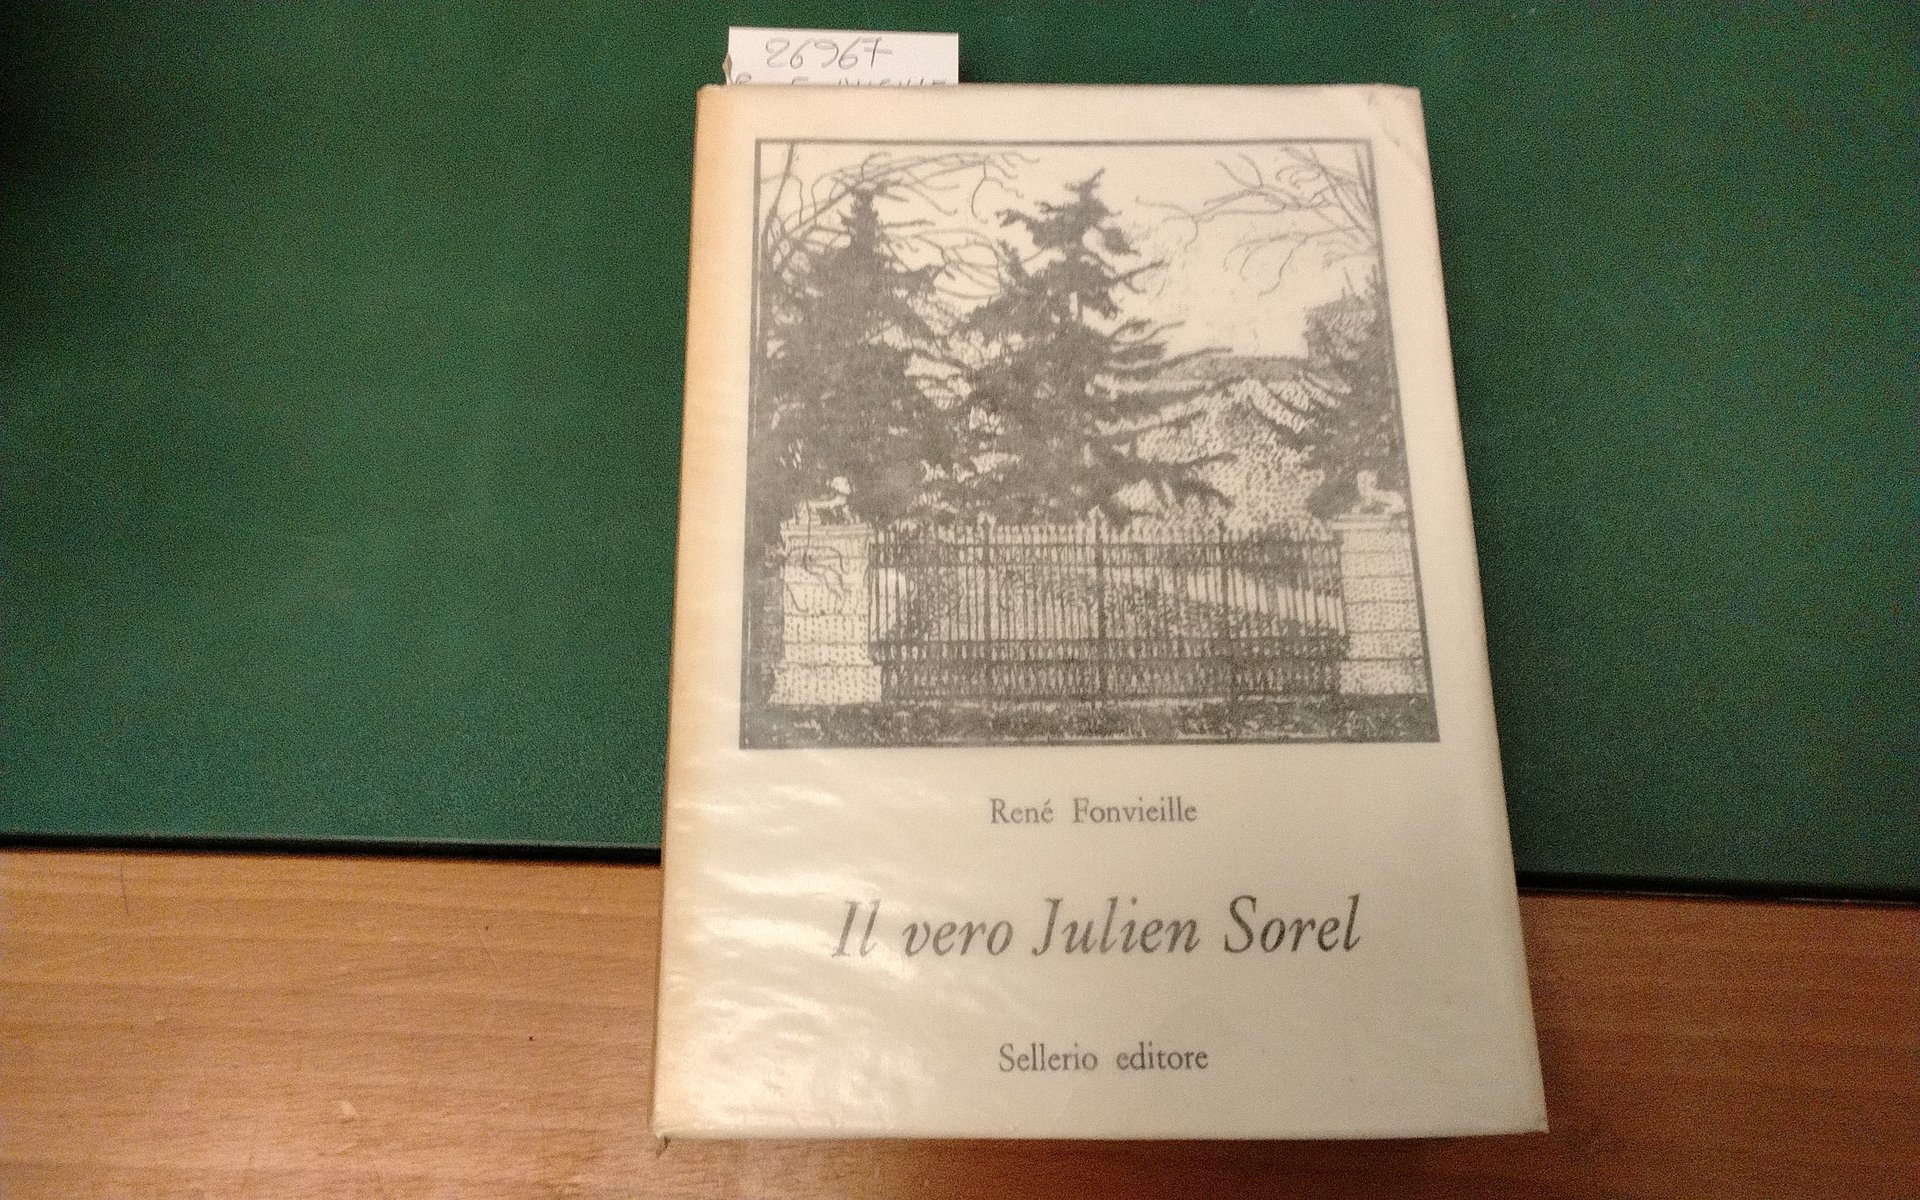 26967
René Fonvieille
Il vero Julien Sorel
Sellerio editore